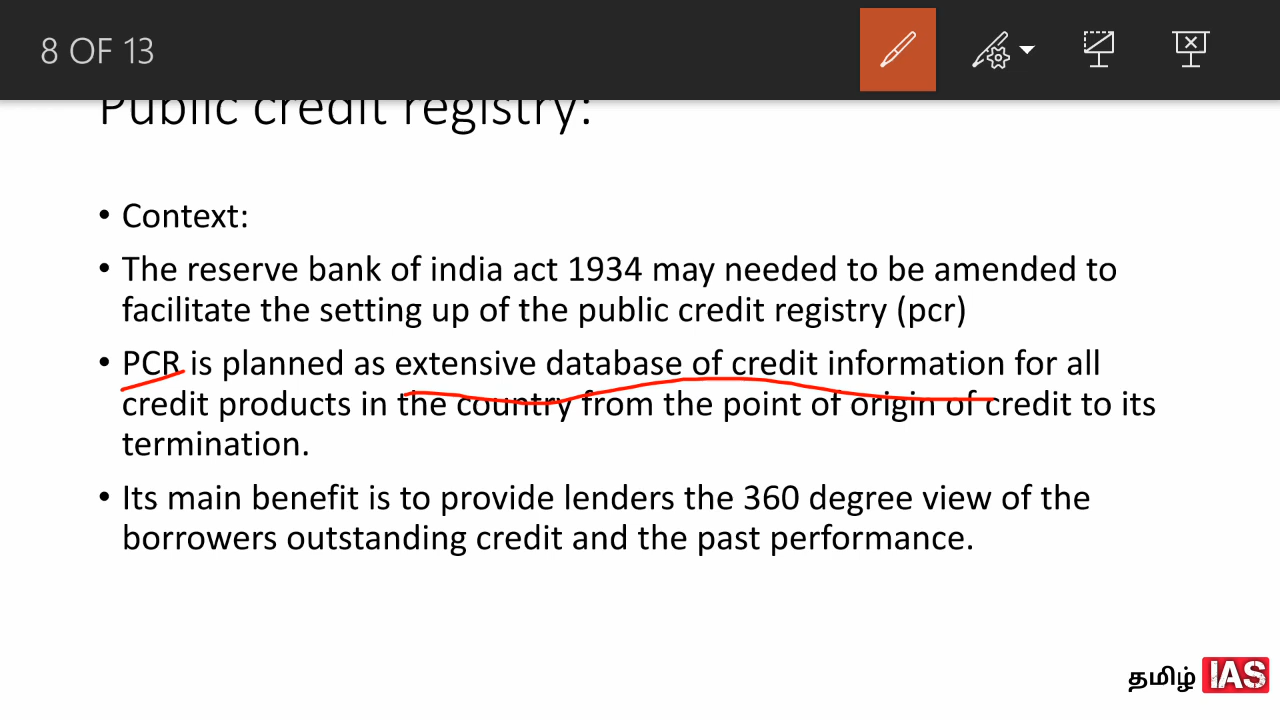 8 OF 13
Public credit registry:
• Context:
• The reserve bank of india act 1934 may needed to be amended to
facilitate the setting up of the public credit registry (pcr)
• PCR is planned as extensive database of credit information for all
credit products in the country from the point of origin of credit to its
termination.
• Its main benefit is to provide lenders the 360 degree view of the
borrowers outstanding credit and the past performance.
தமிழ் IAS